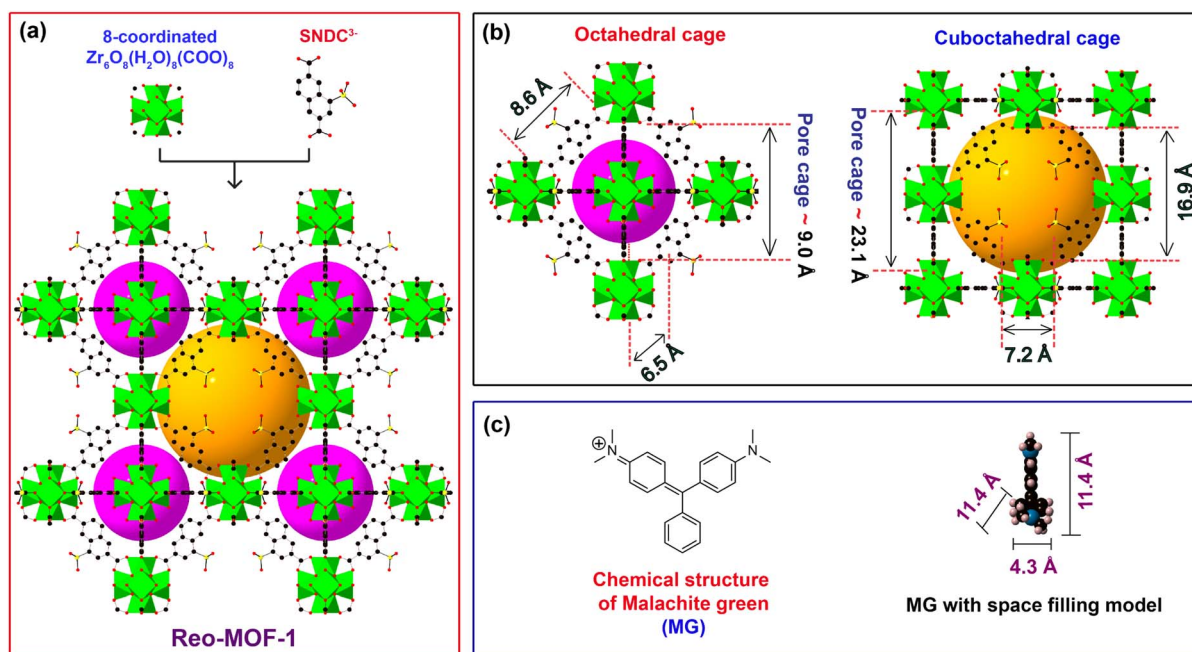 (a)
8-coordinated
Zr6O8(H2O)8(COO)8
SNDC3-
Reo-MOF-1
(b)
Octahedral cage
Cuboctahedral cage
8.6 Å
Pore cage ~ 9.0 Å
6.5 Å
Pore cage ~ 23.1 Å
19.6 Å
7.2 Å
(c)
N
N
Chemical structure
of Malachite green
(MG)
11.4 Å
11.4 Å
4.3 Å
MG with space filling model